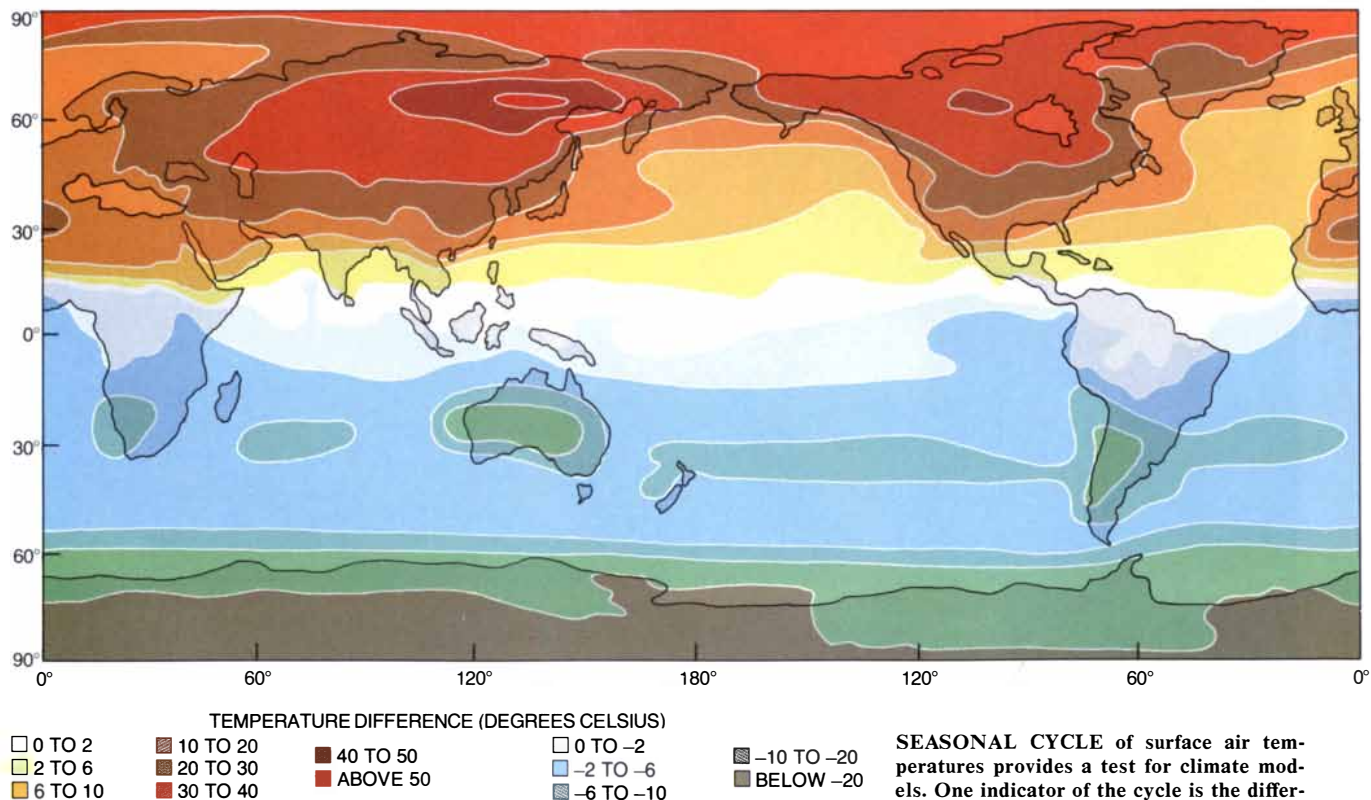 90°
60°
30°
0°
30°
60°
90°
0° 60° 120° 180° 120° 60° 0°
TEMPERATURE DIFFERENCE (DEGREES CELSIUS)
0 TO 2
2 TO 6
6 TO 10
10 TO 20
20 TO 30
30 TO 40
40 TO 50
ABOVE 50
0 TO –2
–2 TO –6
–6 TO –10
–10 TO –20
BELOW –20
SEASONAL CYCLE of surface air tem-
peratures provides a test for climate mod-
els. One indicator of the cycle is the differ-